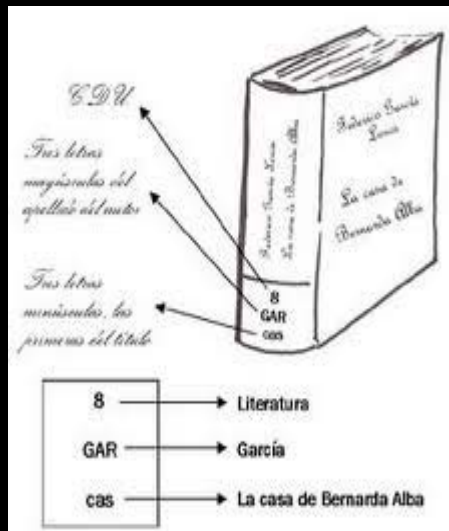 C.D.U
Tres letras
mayúsculas del
apellido del autor
Tres letras
minúsculas, las
primeras del título
Federico García Lorca
La casa de Bernarda Alba
8
GAR
cas
Federico García
Lorca
La casa de
Bernarda Alba
8
Literatura
GAR
García
cas
La casa de Bernarda Alba